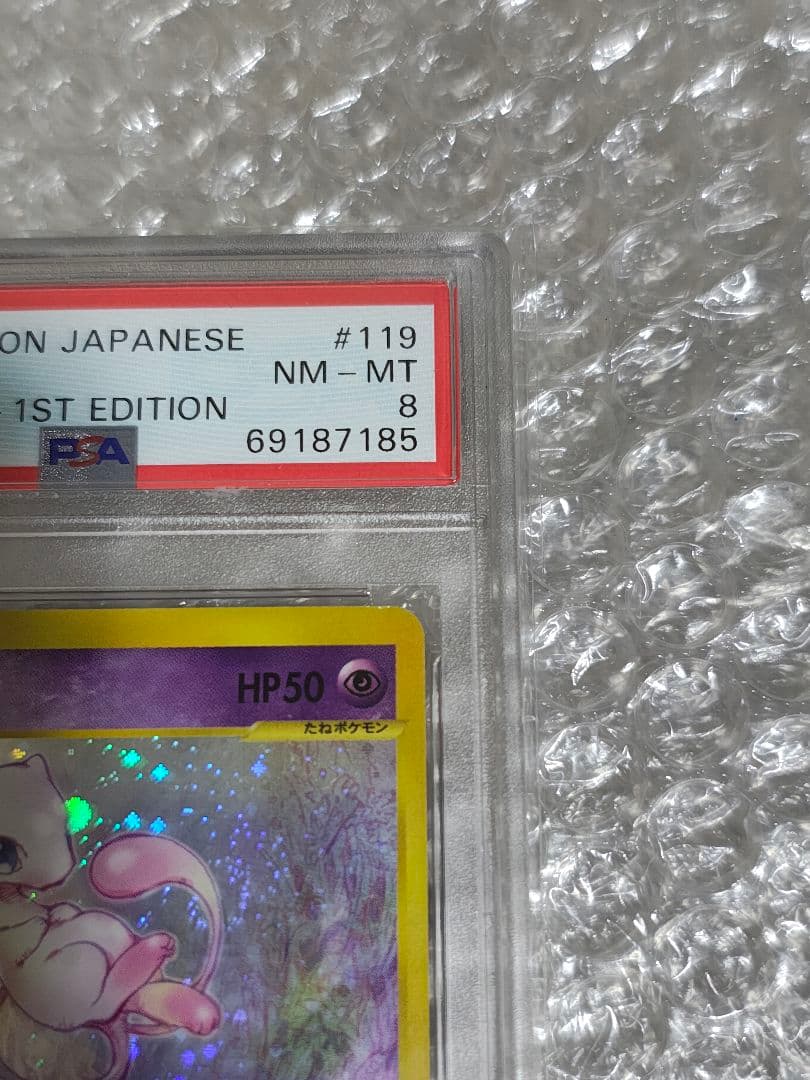 ON JAPANESE #119
NM - MT
1ST EDITION 8
PSA 69187185
HP50
たねポケモン